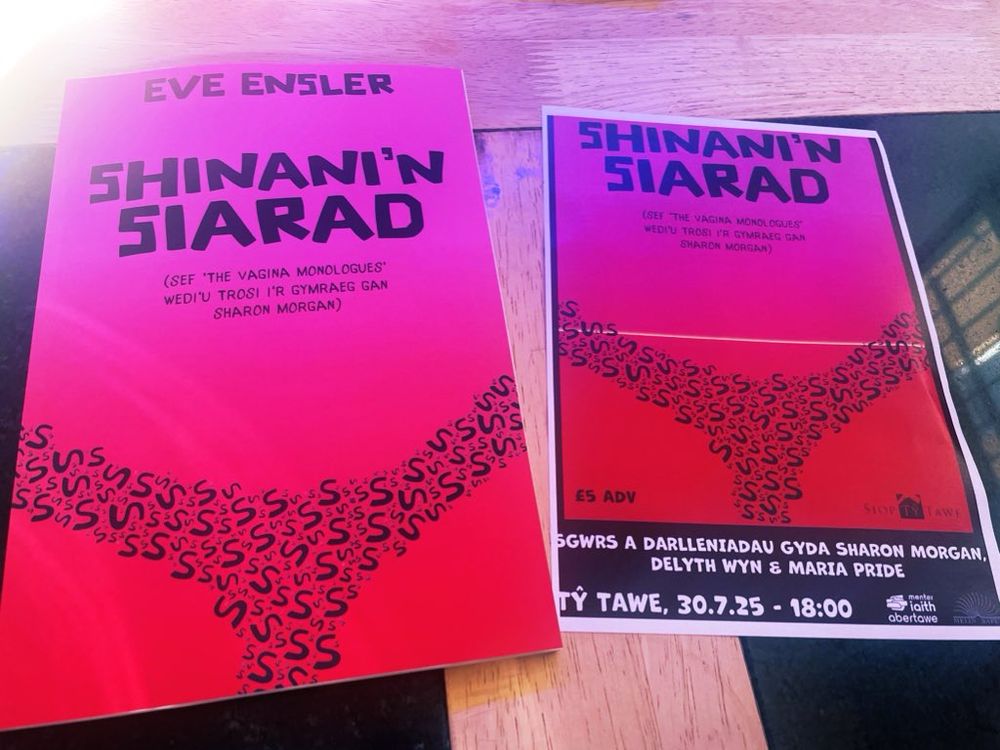 EVE ENSLER
SHINANI'N
SIARAD
(SEF 'THE VAGINA MONOLOGUES'
WEDI'U TROSI I'R GYMRAEG GAN
SHARON MORGAN)
SHINANI'N
SIARAD
(SEF 'THE VAGINA MONOLOGUES'
WEDI'U TROSI I'R GYMRAEG GAN
SHARON MORGAN)
£5 ADV
SIOP TŶ TAWE
SGWRS A DARLLENIADAU GYDA SHARON MORGAN,
DELYTH WYN & MARIA PRIDE
TŶ TAWE, 30.7.25 - 18:00
menter
iaith
abertawe